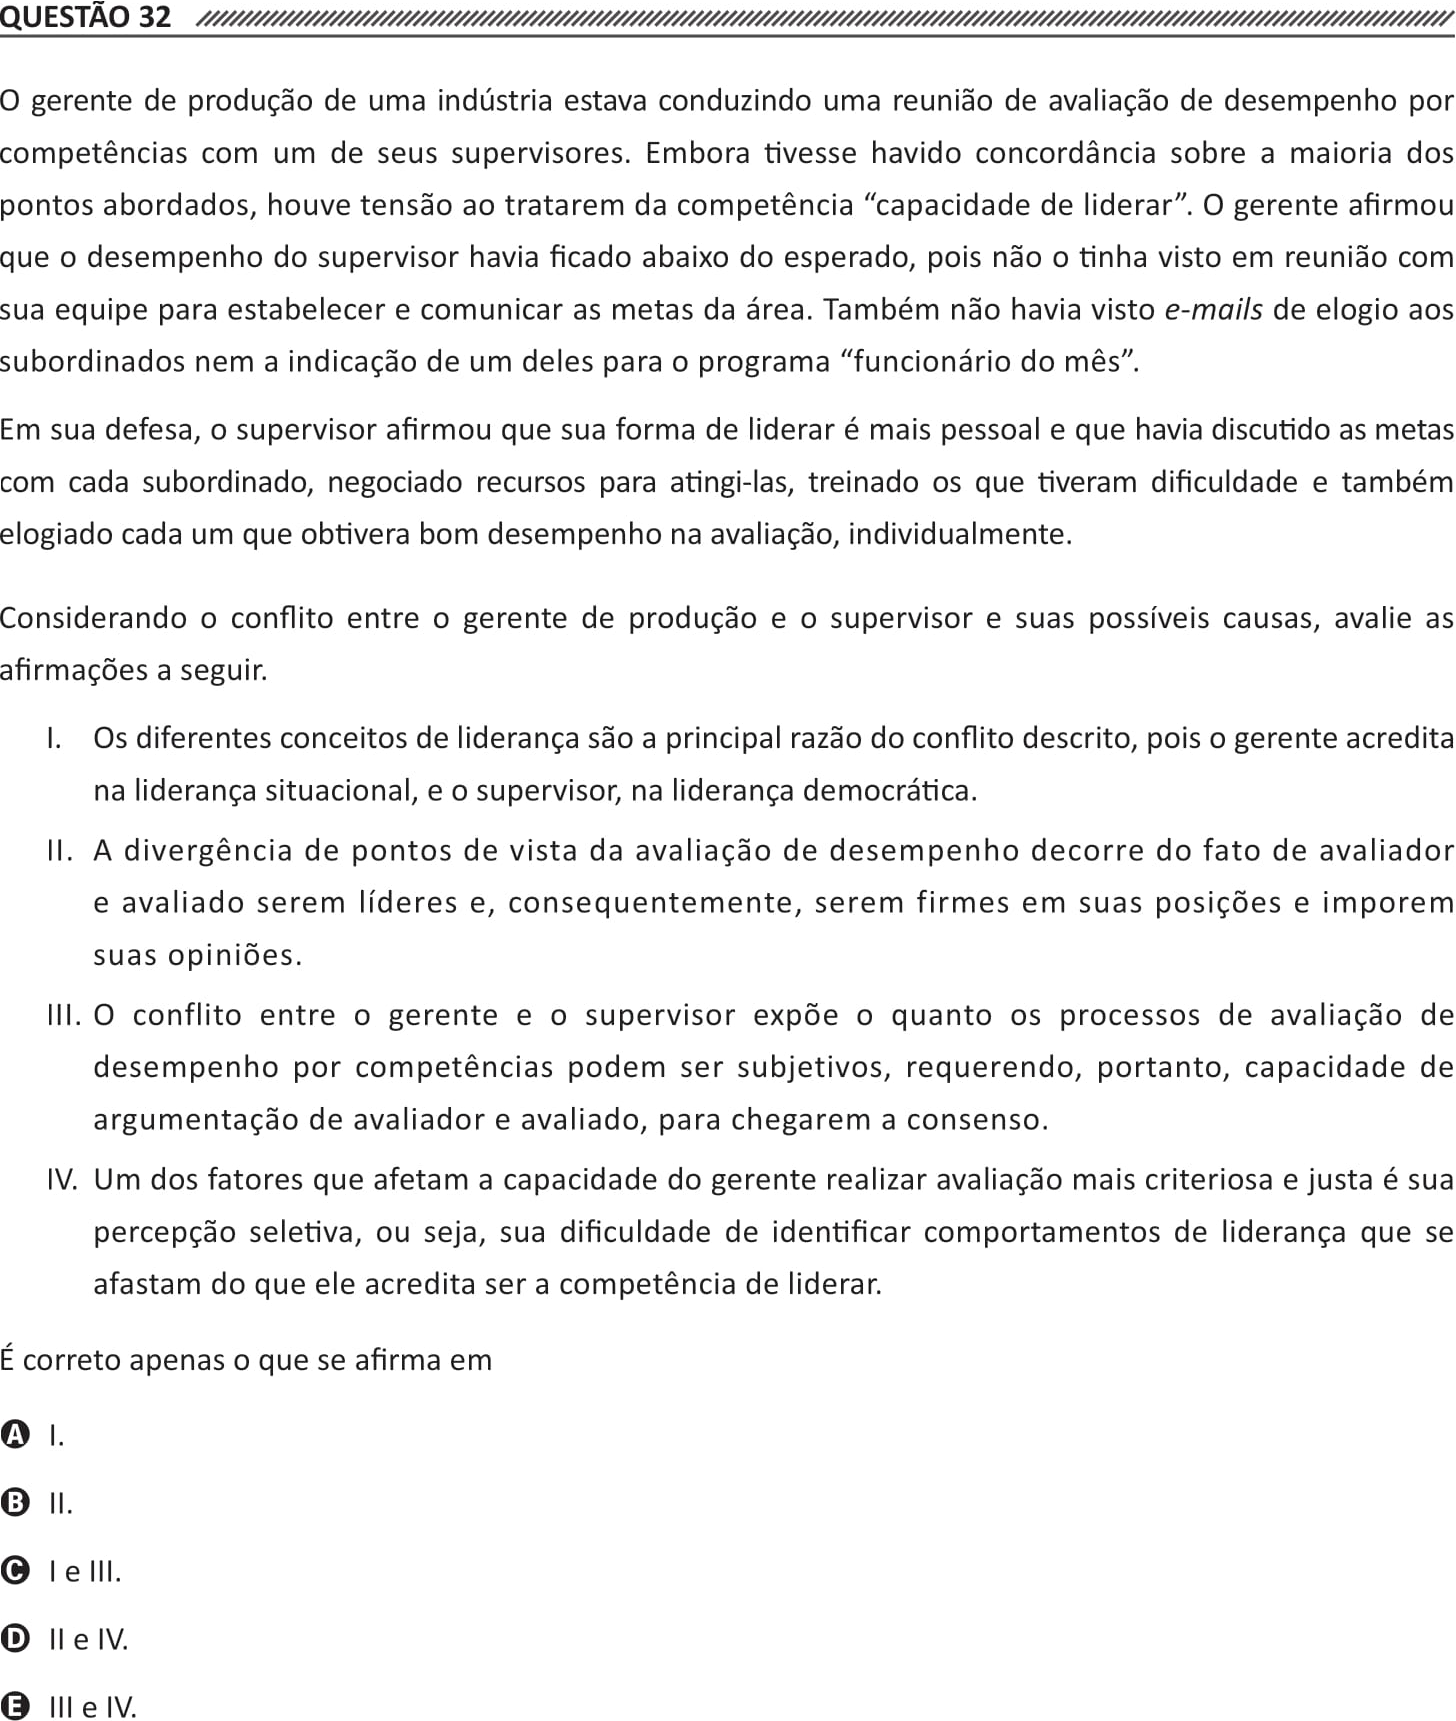 QUESTÃO 32
O gerente de produção de uma indústria estava conduzindo uma reunião de avaliação de desempenho por
competências com um de seus supervisores. Embora tivesse havido concordância sobre a maioria dos
pontos abordados, houve tensão ao tratarem da competência “capacidade de liderar”. O gerente afirmou
que o desempenho do supervisor havia ficado abaixo do esperado, pois não o tinha visto em reunião com
sua equipe para estabelecer e comunicar as metas da área. Também não havia visto e-mails de elogio aos
subordinados nem a indicação de um deles para o programa “funcionário do mês”.
Em sua defesa, o supervisor afirmou que sua forma de liderar é mais pessoal e que havia discutido as metas
com cada subordinado, negociado recursos para atingi-las, treinado os que tiveram dificuldade e também
elogiado cada um que obtivera bom desempenho na avaliação, individualmente.
Considerando o conflito entre o gerente de produção e o supervisor e suas possíveis causas, avalie as
afirmações a seguir.
I. Os diferentes conceitos de liderança são a principal razão do conflito descrito, pois o gerente acredita
na liderança situacional, e o supervisor, na liderança democrática.
II. A divergência de pontos de vista da avaliação de desempenho decorre do fato de avaliador
e avaliado serem líderes e, consequentemente, serem firmes em suas posições e imporem
suas opiniões.
III. O conflito entre o gerente e o supervisor expõe o quanto os processos de avaliação de
desempenho por competências podem ser subjetivos, requerendo, portanto, capacidade de
argumentação de avaliador e avaliado, para chegarem a consenso.
IV. Um dos fatores que afetam a capacidade do gerente realizar avaliação mais criteriosa e justa é sua
percepção seletiva, ou seja, sua dificuldade de identificar comportamentos de liderança que se
afastam do que ele acredita ser a competência de liderar.
É correto apenas o que se afirma em
A I.
B II.
C I e III.
D II e IV.
E III e IV.